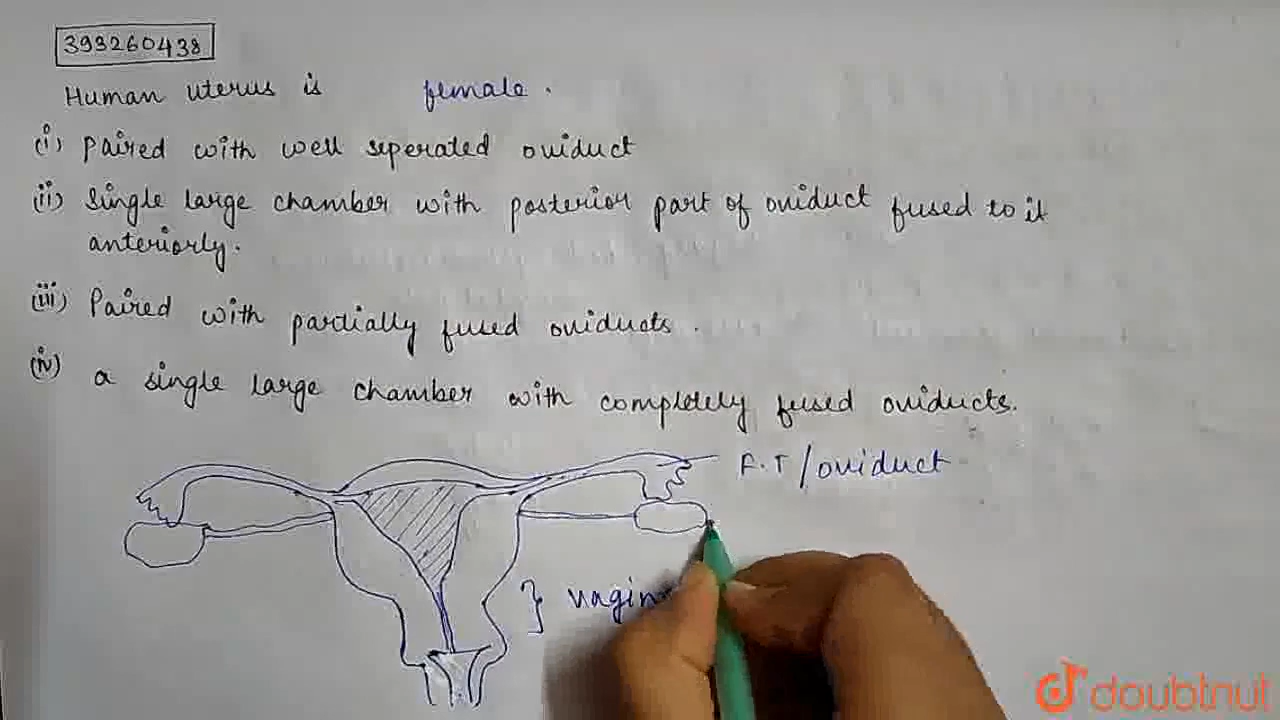 393260438
Human uterus is female.
(i) Paired with well seperated oviduct
(ii) Single large chamber with posterior part of oviduct fused to it
anteriorly.
(iii) Paired with partially fused oviducts.
(iv) a single large chamber with completely fused oviducts.
F.T/oviduct
} vagin
doubtnut